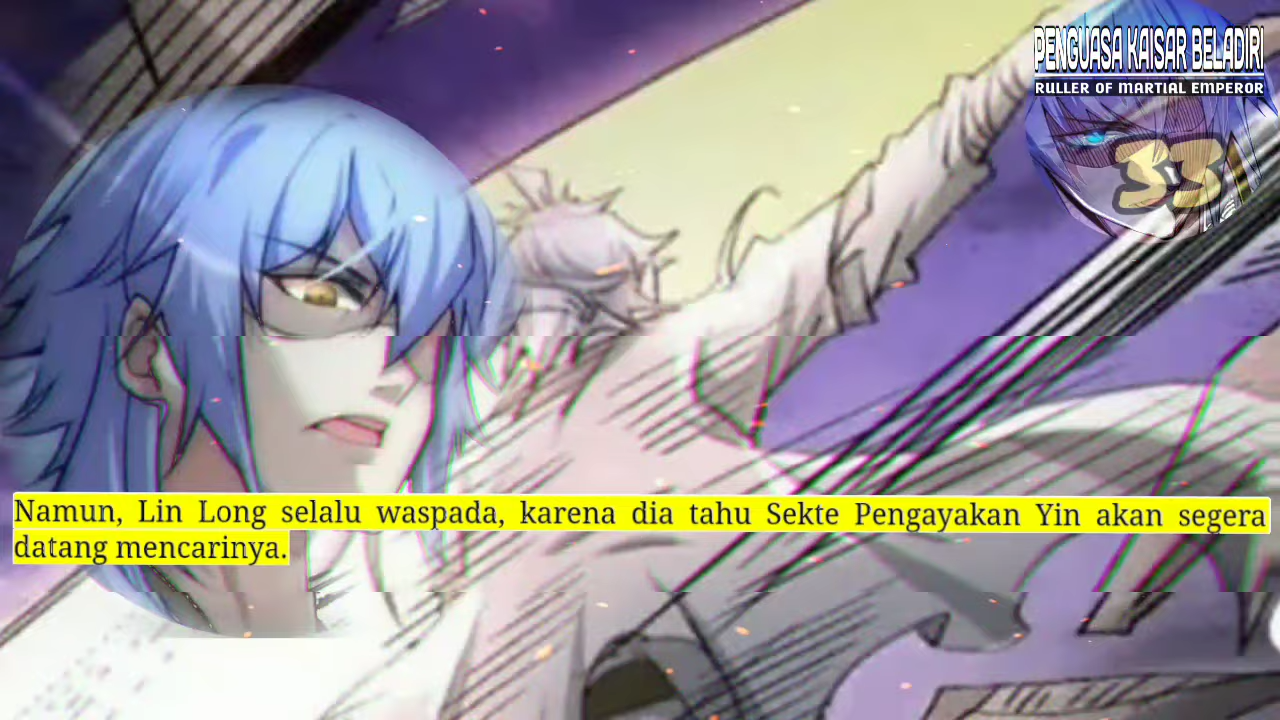 PENGUASA KAISAR BELADIRI
RULLER OF MARTIAL EMPEROR
33
Namun, Lin Long selalu waspada, karena dia tahu Sekte Pengayakan Yin akan segera
datang mencarinya.